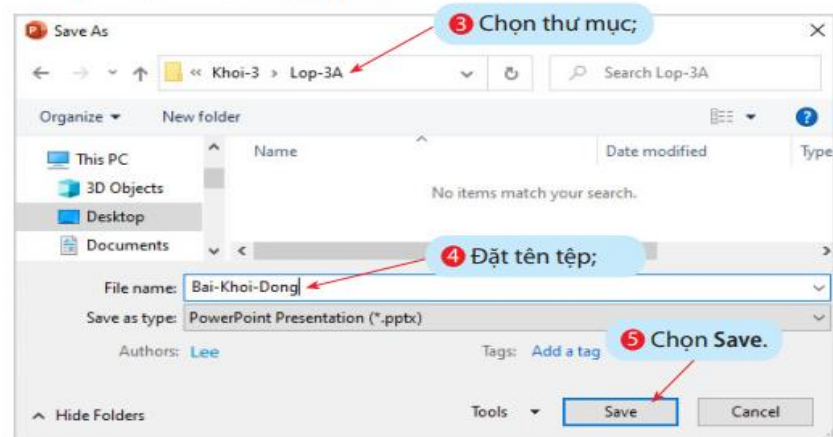 ❸ Chọn thư mục;
Save As
« Khoi-3 › Lop-3A
Search Lop-3A
Organize
New folder
This PC
3D Objects
Desktop
Documents
Name
Date modified
Type
No items match your search.
❹ Đặt tên tệp;
File name: Bai-Khoi-Dong
Save as type: PowerPoint Presentation (*.pptx)
Authors: Lee
Tags: Add a tag
❺ Chọn Save.
Hide Folders
Tools
Save
Cancel